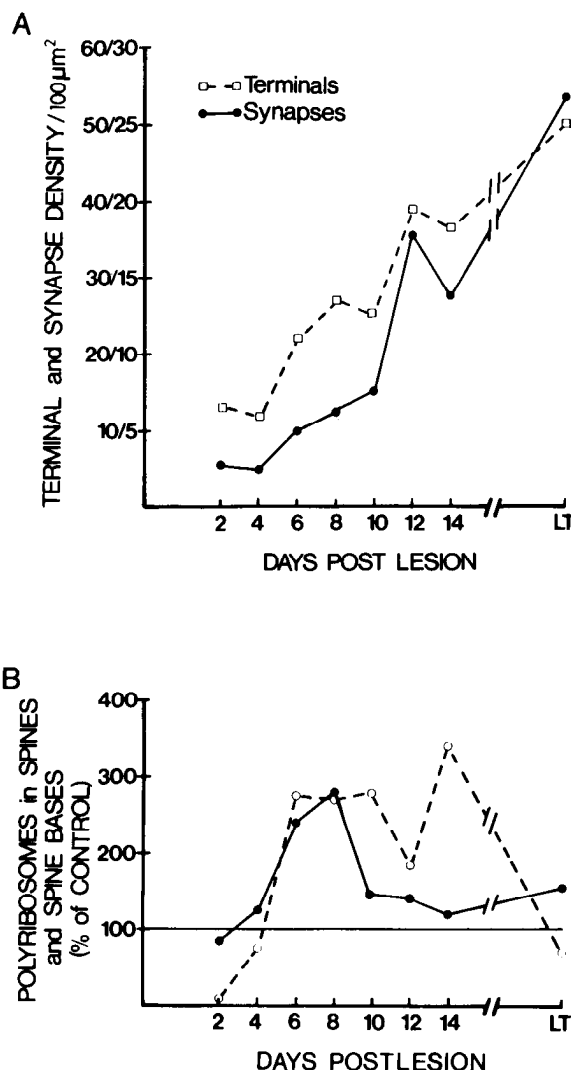 A
TERMINAL and SYNAPSE DENSITY/100µm²
60/30
50/25
40/20
30/15
20/10
10/5
Terminals
Synapses
2 4 6 8 10 12 14 LT
DAYS POST LESION
B
POLYRIBOSOMES in SPINES
and SPINE BASES
(% of CONTROL)
400
300
200
100
2 4 6 8 10 12 14 LT
DAYS POSTLESION